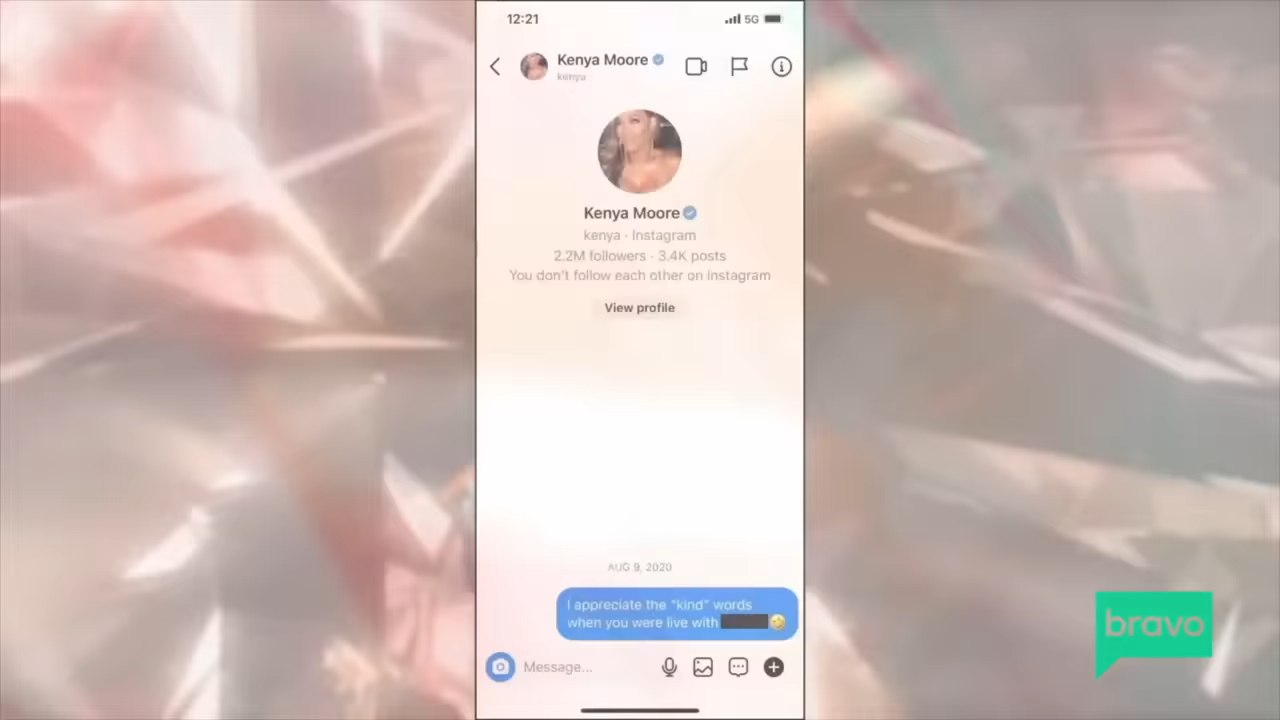 12:21
5G
Kenya Moore
kenya
Kenya Moore
kenya · Instagram
2.2M followers · 3.4K posts
You don't follow each other on Instagram
View profile
AUG 9, 2020
I appreciate the "kind" words
when you were live with 🤣
Message...
bravo